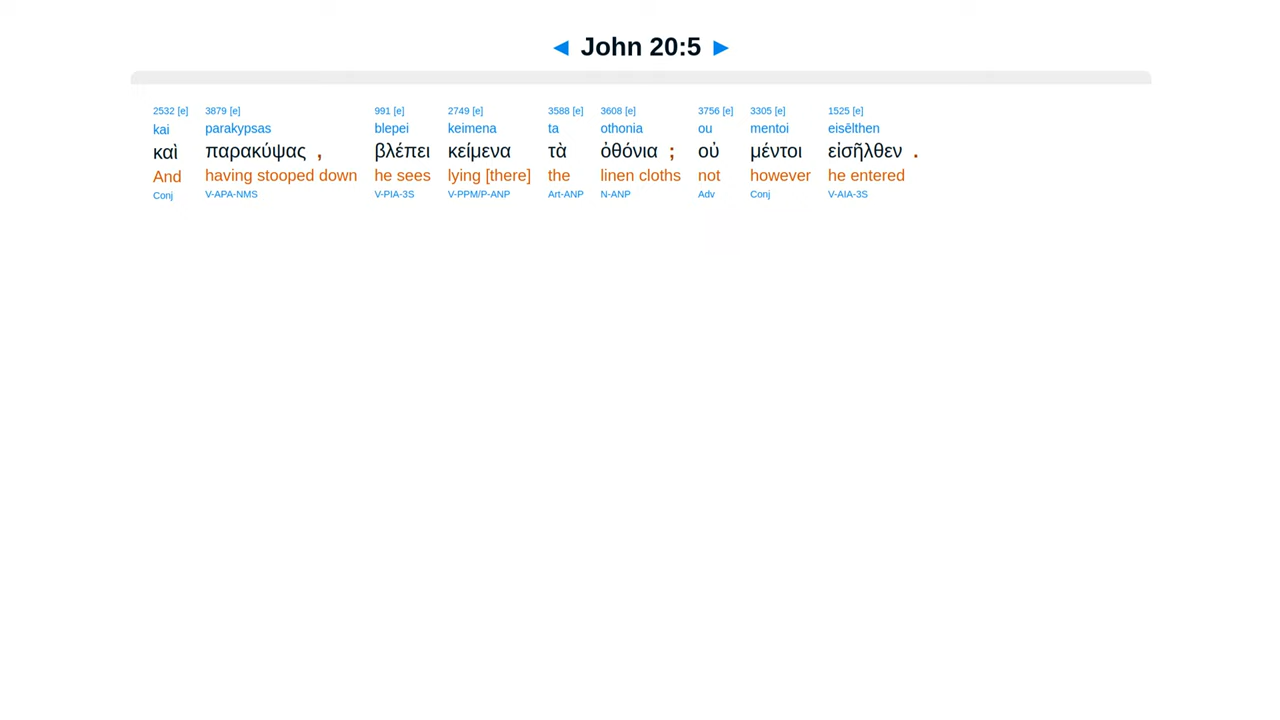 ◄ John 20:5 ►
2532 [e] 3879 [e] 991 [e] 2749 [e] 3588 [e] 3608 [e] 3756 [e] 3305 [e] 1525 [e]
kai parakypsas blepei keimena ta othonia ou mentoi eisēlthen
καὶ παρακύψας , βλέπει κείμενα τὰ ὀθόνια ; οὐ μέντοι εἰσῆλθεν .
And having stooped down he sees lying [there] the linen cloths not however he entered
Conj V-APA-NMS V-PIA-3S V-PPM/P-ANP Art-ANP N-ANP Adv Conj V-AIA-3S